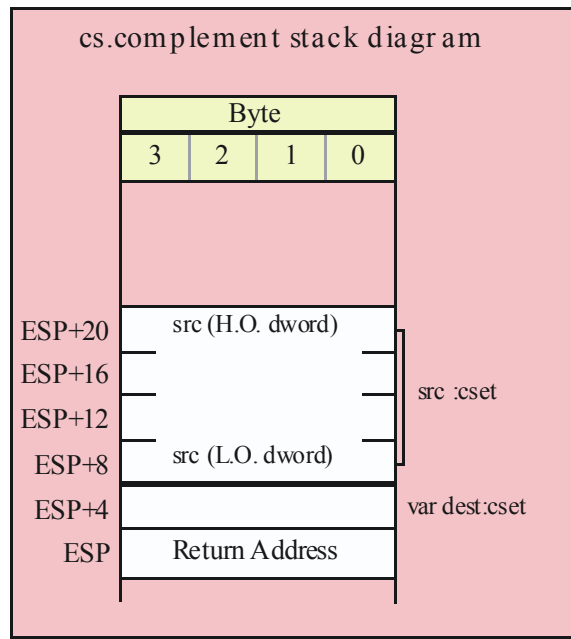 cs.complement stack diagram
Byte
3 2 1 0
ESP+20 src (H.O. dword)
ESP+16
src :cset
ESP+12
ESP+8 src (L.O. dword)
ESP+4 var dest:cset
ESP Return Address